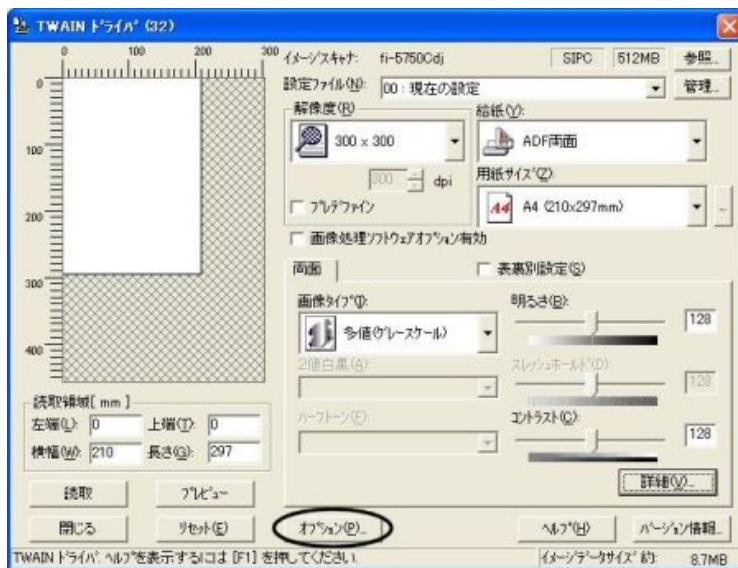 TWAIN ドライバ (32)
0 100 200 300
0
100
200
300
400
イメージスキャナ: fi-5750Cdj SIPC 512MB 参照...
設定ファイル(N): 00 : 現在の設定 管理...
解像度(R)
300 x 300
300 dpi
プレデファイン
給紙(Y):
ADF両面
用紙サイズ(Z):
A4 A4 (210x297mm) ...
画像処理ソフトウェアオプション有効
両面 表裏別設定(S)
画像タイプ(I):
多値(グレースケール)
2値白黒(A):
ハーフトーン(F):
明るさ(B):
128
スレッショホールド(D):
128
コントラスト(C):
128
詳細(V)...
読取領域[ mm ]
左端(L): 0 上端(T): 0
横幅(W): 210 長さ(G): 297
読取 プレビュー
閉じる リセット(E) オプション(P)... ヘルプ(H) バージョン情報...
TWAIN ドライバ, ヘルプを表示するには [F1] を押してください. イメージデータサイズ 約: 8.7MB